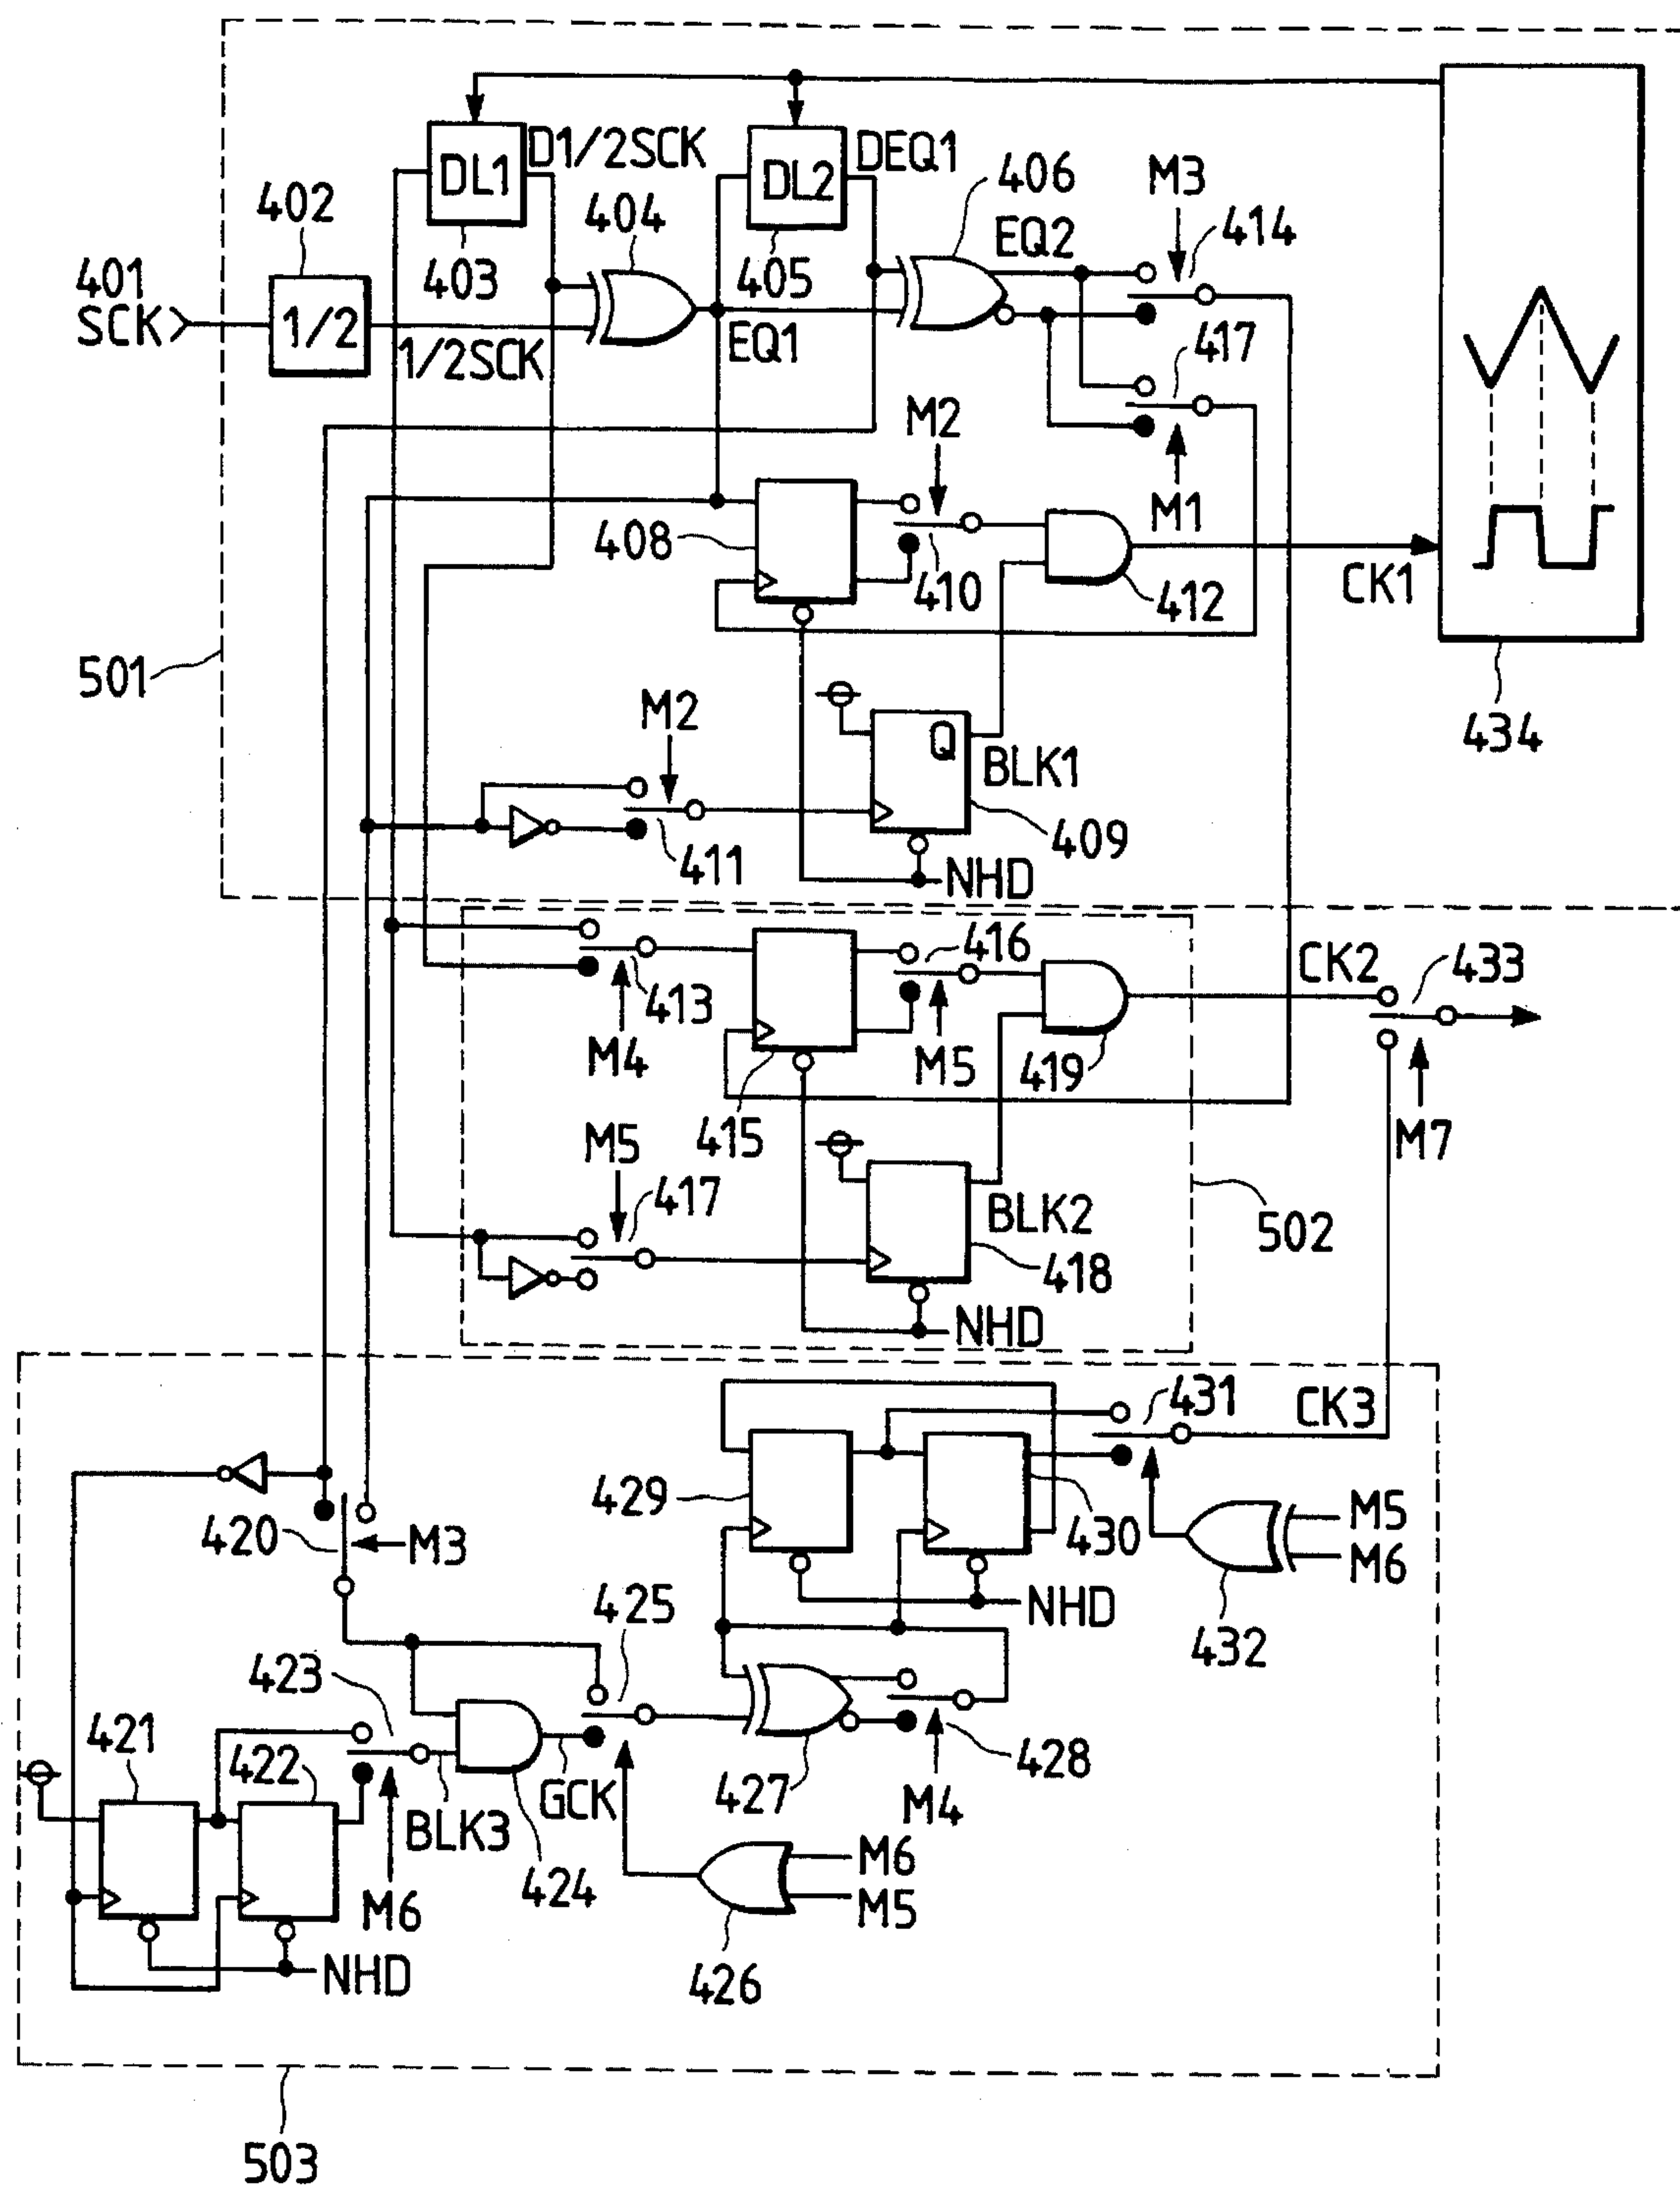 D1/2SCK
DEQ1
DL1
DL2
406
M3
402
404
EQ2
414
401
403
405
SCK
1/2
EQ1
417
1/2SCK
M2
M1
408
410
412
CK1
501
M2
434
Q
BLK1
409
411
NHD
416
CK2
433
413
M4
M5
419
415
M7
M5
417
BLK2
502
418
NHD
431
CK3
429
430
M5
420
M3
M6
425
NHD
432
423
421
422
427
428
GCK
M4
BLK3
M6
424
M6
M5
426
NHD
503